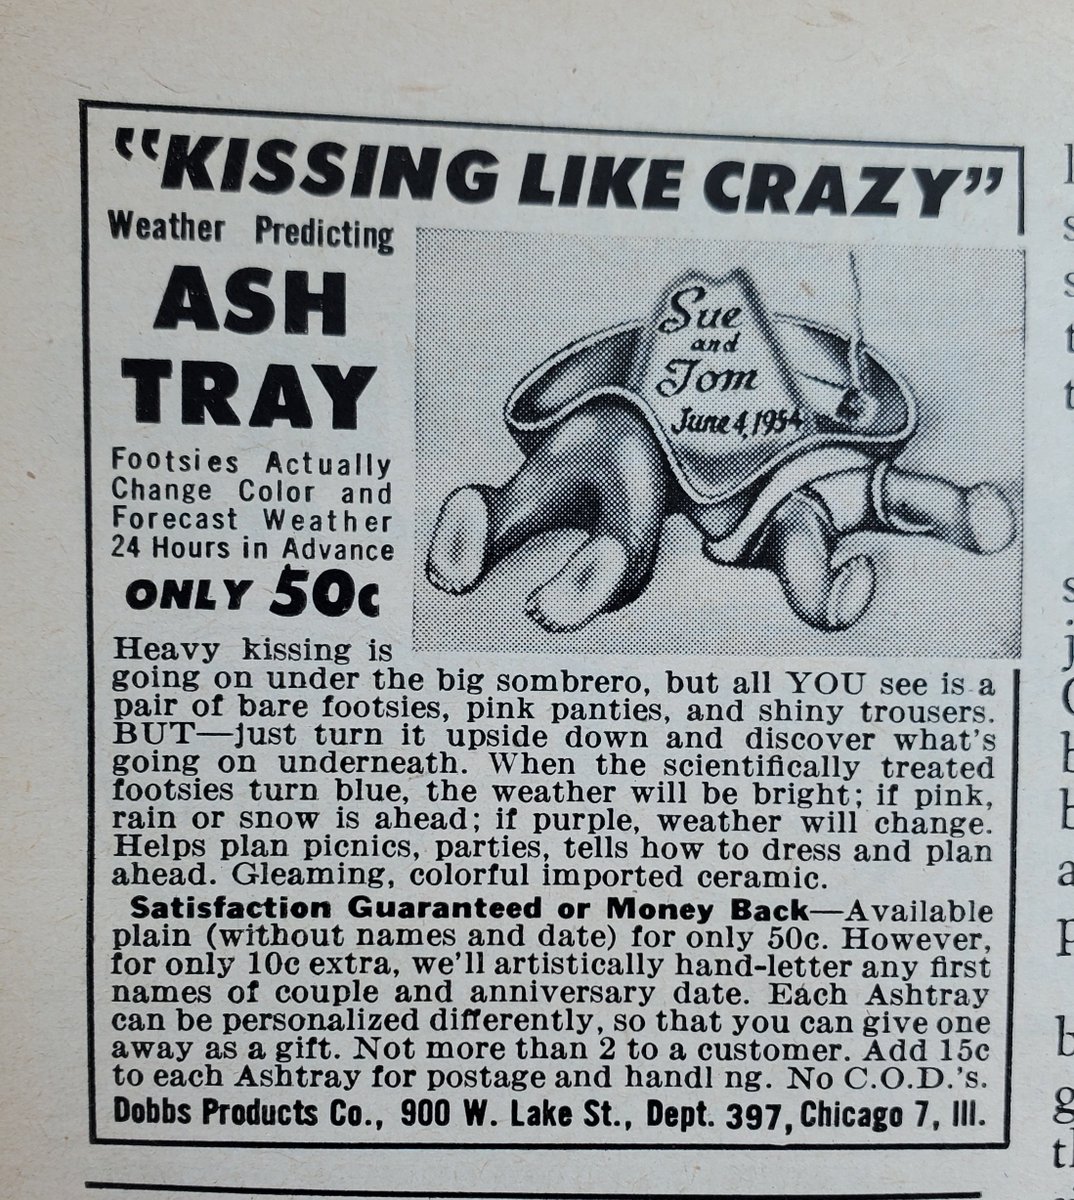 "KISSING LIKE CRAZY"
Weather Predicting
ASH
TRAY
Footsies Actually
Change Color and
Forecast Weather
24 Hours in Advance
ONLY 50c
Sue
and
Tom
June 4, 1954
Heavy kissing is
going on under the big sombrero, but all YOU see is a
pair of bare footsies, pink panties, and shiny trousers.
BUT—just turn it upside down and discover what's
going on underneath. When the scientifically treated
footsies turn blue, the weather will be bright; if pink,
rain or snow is ahead; if purple, weather will change.
Helps plan picnics, parties, tells how to dress and plan
ahead. Gleaming, colorful imported ceramic.
Satisfaction Guaranteed or Money Back—Available
plain (without names and date) for only 50c. However,
for only 10c extra, we'll artistically hand-letter any first
names of couple and anniversary date. Each Ashtray
can be personalized differently, so that you can give one
away as a gift. Not more than 2 to a customer. Add 15c
to each Ashtray for postage and handl ng. No C.O.D.'s.
Dobbs Products Co., 900 W. Lake St., Dept. 397, Chicago 7, Ill.